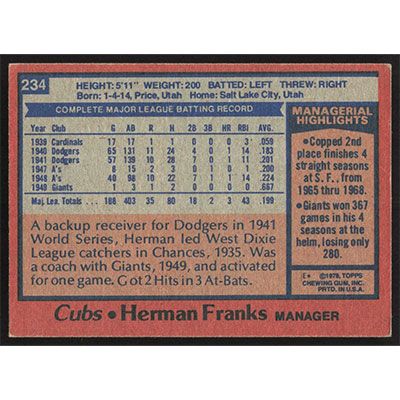 234
HEIGHT: 5'11" WEIGHT: 200 BATTED: LEFT THREW: RIGHT
Born: 1-4-14, Price, Utah Home: Salt Lake City, Utah
COMPLETE MAJOR LEAGUE BATTING RECORD
Year Club G AB R H 2B 3B HR RBI AVG.
1939 Cardinals 17 17 1 1 0 0 0 3 .059
1940 Dodgers 65 131 14 24 4 0 1 14 .183
1941 Dodgers 57 139 10 28 7 0 1 11 .201
1947 A's 8 15 2 3 0 1 0 1 .200
1948 A's 40 98 10 22 7 1 1 14 .224
1949 Giants 1 3 1 2 0 0 0 0 .667
Maj. Lea. Totals 188 403 35 80 18 2 3 43 .199
MANAGERIAL
HIGHLIGHTS
• Copped 2nd
place finishes 4
straight seasons
at S. F., from
1965 thru 1968.
• Giants won 367
games in his 4
seasons at the
helm, losing only
280.
A backup receiver for Dodgers in 1941
World Series, Herman led West Dixie
League catchers in Chances, 1935. Was
a coach with Giants, 1949, and activated
for one game. Got 2 Hits in 3 At-Bats.
E* ©1978, TOPPS
CHEWING GUM, INC.
PRTD. IN U.S.A.
Cubs • Herman Franks MANAGER